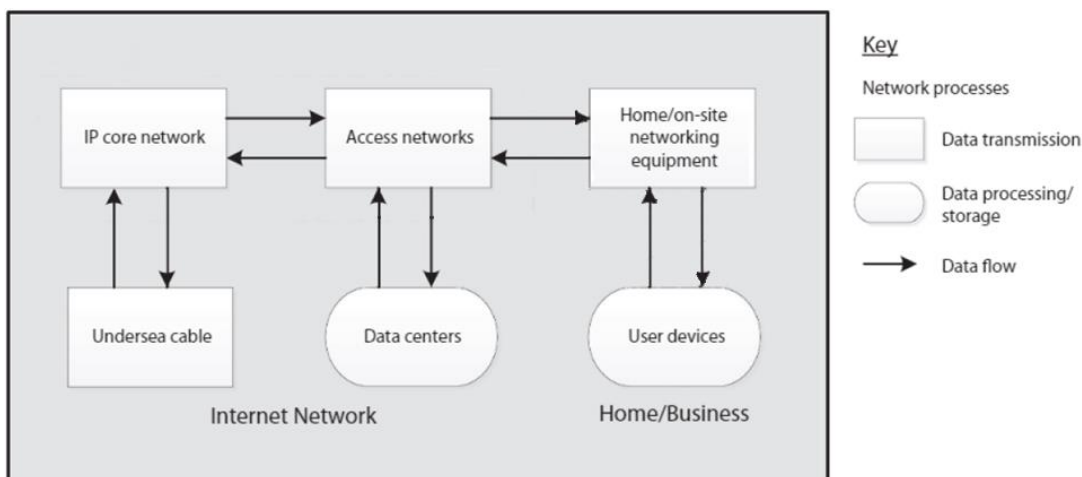 IP core network
Access networks
Home/on-site
networking
equipment
Undersea cable
Data centers
User devices
Internet Network
Home/Business
Key
Network processes
Data transmission
Data processing/
storage
Data flow